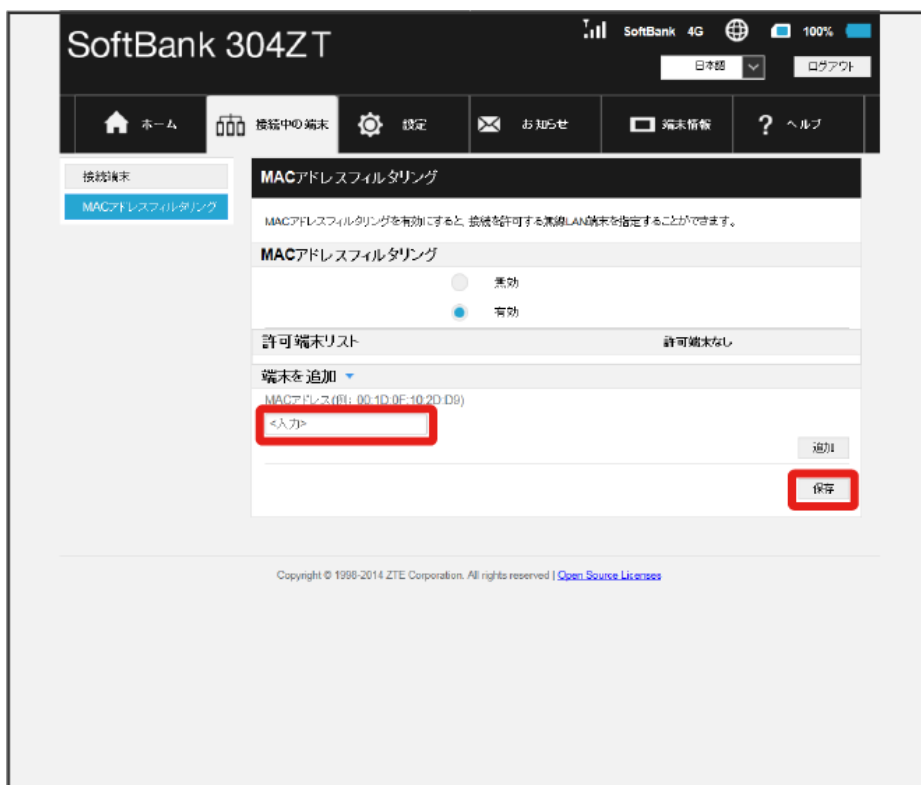 SoftBank 304ZT
SoftBank 4G 100%
日本語 ログアウト
ホーム 接続中の端末 設定 お知らせ 端末情報 ? ヘルプ
接続端末
MACアドレスフィルタリング
MACアドレスフィルタリング
MACアドレスフィルタリングを有効にすると、接続を許可する無線LAN端末を指定することができます。
MACアドレスフィルタリング
無効
有効
許可端末リスト 許可端末なし
端末を追加
MACアドレス(例: 00:1D:0F:10:2D:D9)
<入力>
追加
保存
Copyright © 1998-2014 ZTE Corporation. All rights reserved | Open Source Licenses